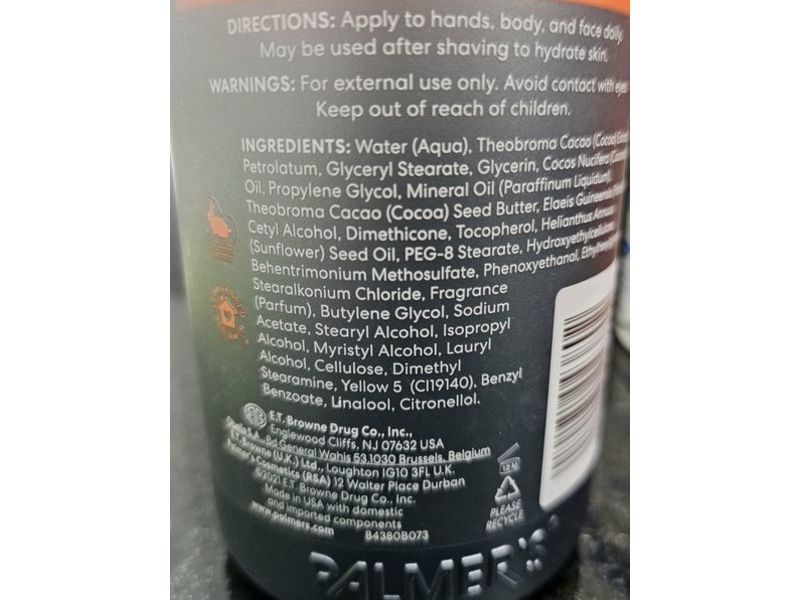 DIRECTIONS: Apply to hands, body, and face daily.
May be used after shaving to hydrate skin.
WARNINGS: For external use only. Avoid contact with eyes
Keep out of reach of children.
INGREDIENTS: Water (Aqua), Theobroma Cacao (Cocoa)
Petrolatum, Glyceryl Stearate, Glycerin, Cocos Nucifera
Oil, Propylene Glycol, Mineral Oil (Paraffinum Liquidum),
Theobroma Cacao (Cocoa) Seed Butter, Elaeis Guineensis
Cetyl Alcohol, Dimethicone, Tocopherol, Helianthus Annuus
(Sunflower) Seed Oil, PEG-8 Stearate, Hydroxyethylcellulose
Behentrimonium Methosulfate, Phenoxyethanol,
Stearalkonium Chloride, Fragrance
(Parfum), Butylene Glycol, Sodium
Acetate, Stearyl Alcohol, Isopropyl
Alcohol, Myristyl Alcohol, Lauryl
Alcohol, Cellulose, Dimethyl
Stearamine, Yellow 5 (CI19140), Benzyl
Benzoate, Linalool, Citronellol.
E.T. Browne Drug Co., Inc.,
Englewood Cliffs, NJ 07632 USA
S.A., Bd General Wahis 53,1030 Brussels, Belgium
E.T. Browne (U.K.) Ltd., Loughton IG10 3FL U.K.
Palmer's Cosmetics (RSA) 12 Walter Place Durban
©2021 E.T. Browne Drug Co., Inc.
Made in USA with domestic
and imported components
www.palmers.com B4380B073
12 M
PLEASE
RECYCLE
PALMER'S